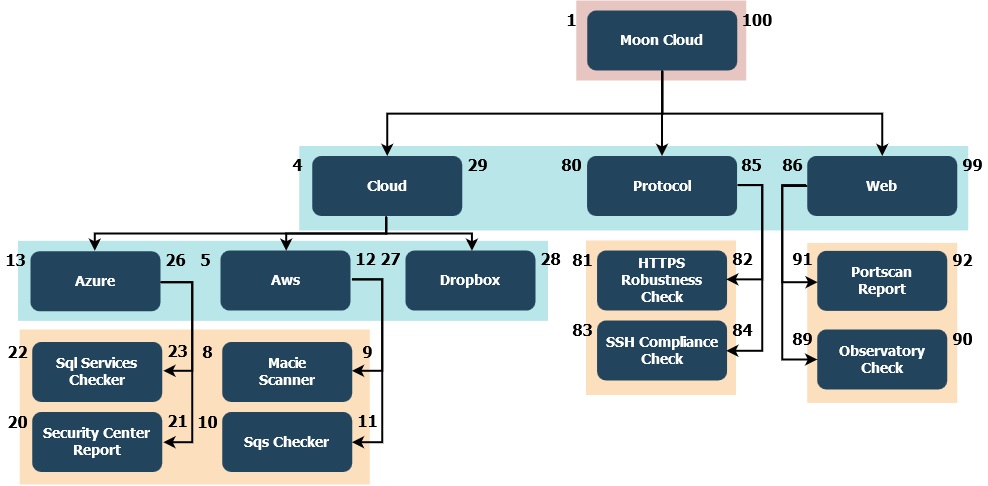 1 Moon Cloud 100
4 Cloud 29
80 Protocol 85
86 Web 99
13 Azure 26
5 Aws 12
27 Dropbox 28
81 HTTPS 82
Robustness
Check
91 Portscan 92
Report
83 SSH Compliance 84
Check
89 Observatory 90
Check
22 Sql Services 23
Checker
8 Macie 9
Scanner
20 Security Center 21
Report
10 Sqs Checker 11